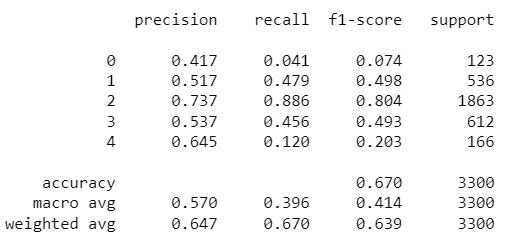 precision recall f1-score support
0 0.417 0.041 0.074 123
1 0.517 0.479 0.498 536
2 0.737 0.886 0.804 1863
3 0.537 0.456 0.493 612
4 0.645 0.120 0.203 166
accuracy 0.670 3300
macro avg 0.570 0.396 0.414 3300
weighted avg 0.647 0.670 0.639 3300